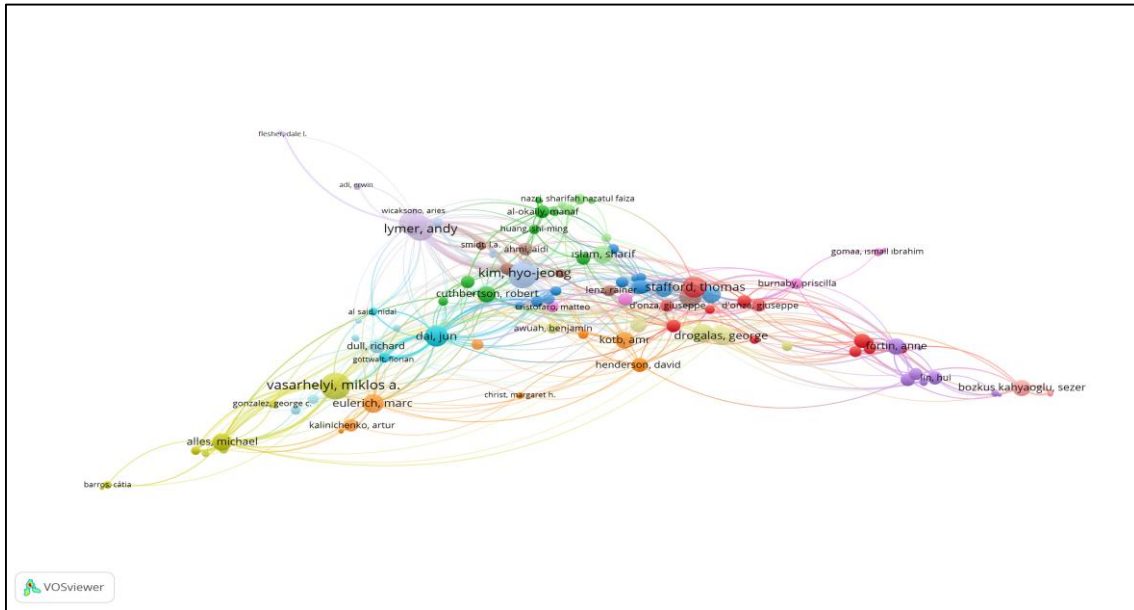 flesher, dale l.
adi, erwin
wicaksono, aries
lymer, andy
nazri, sharifah nazatul faiza
al-okaily, manaf
huang, shi-ming
smidt, l.a.
ahmi, aidi
islam, sharif
gomaa, ismail ibrahim
kim, hyo-jeong
burnaby, priscilla
stafford, thomas
lenz, rainer
cuthbertson, robert
cristofaro, matteo
d'onza, giuseppe
d'onza, giuseppe
al said, nidai
awuah, benjamin
dai, jun
drogalas, george
kotb, amr
dull, richard
fortin, anne
gottwalt, florian
henderson, david
lin, hui
vasarhelyi, miklos a.
bozkus kahyaoglu, sezer
christ, margaret h.
gonzalez, george c.
eulerich, marc
kalinichenko, artur
alles, michael
barros, cátia
VOSviewer